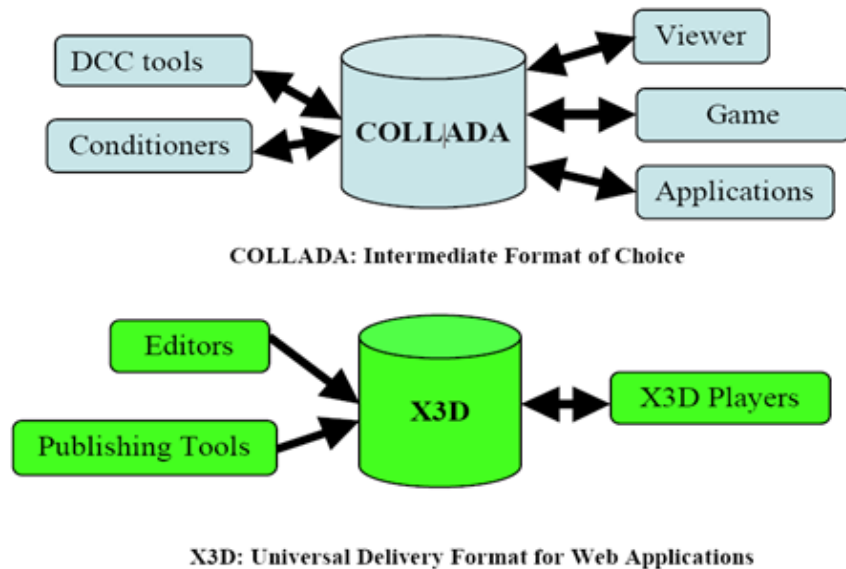 DCC tools
Conditioners
COLLADA
Viewer
Game
Applications
COLLADA: Intermediate Format of Choice
Editors
Publishing Tools
X3D
X3D Players
X3D: Universal Delivery Format for Web Applications